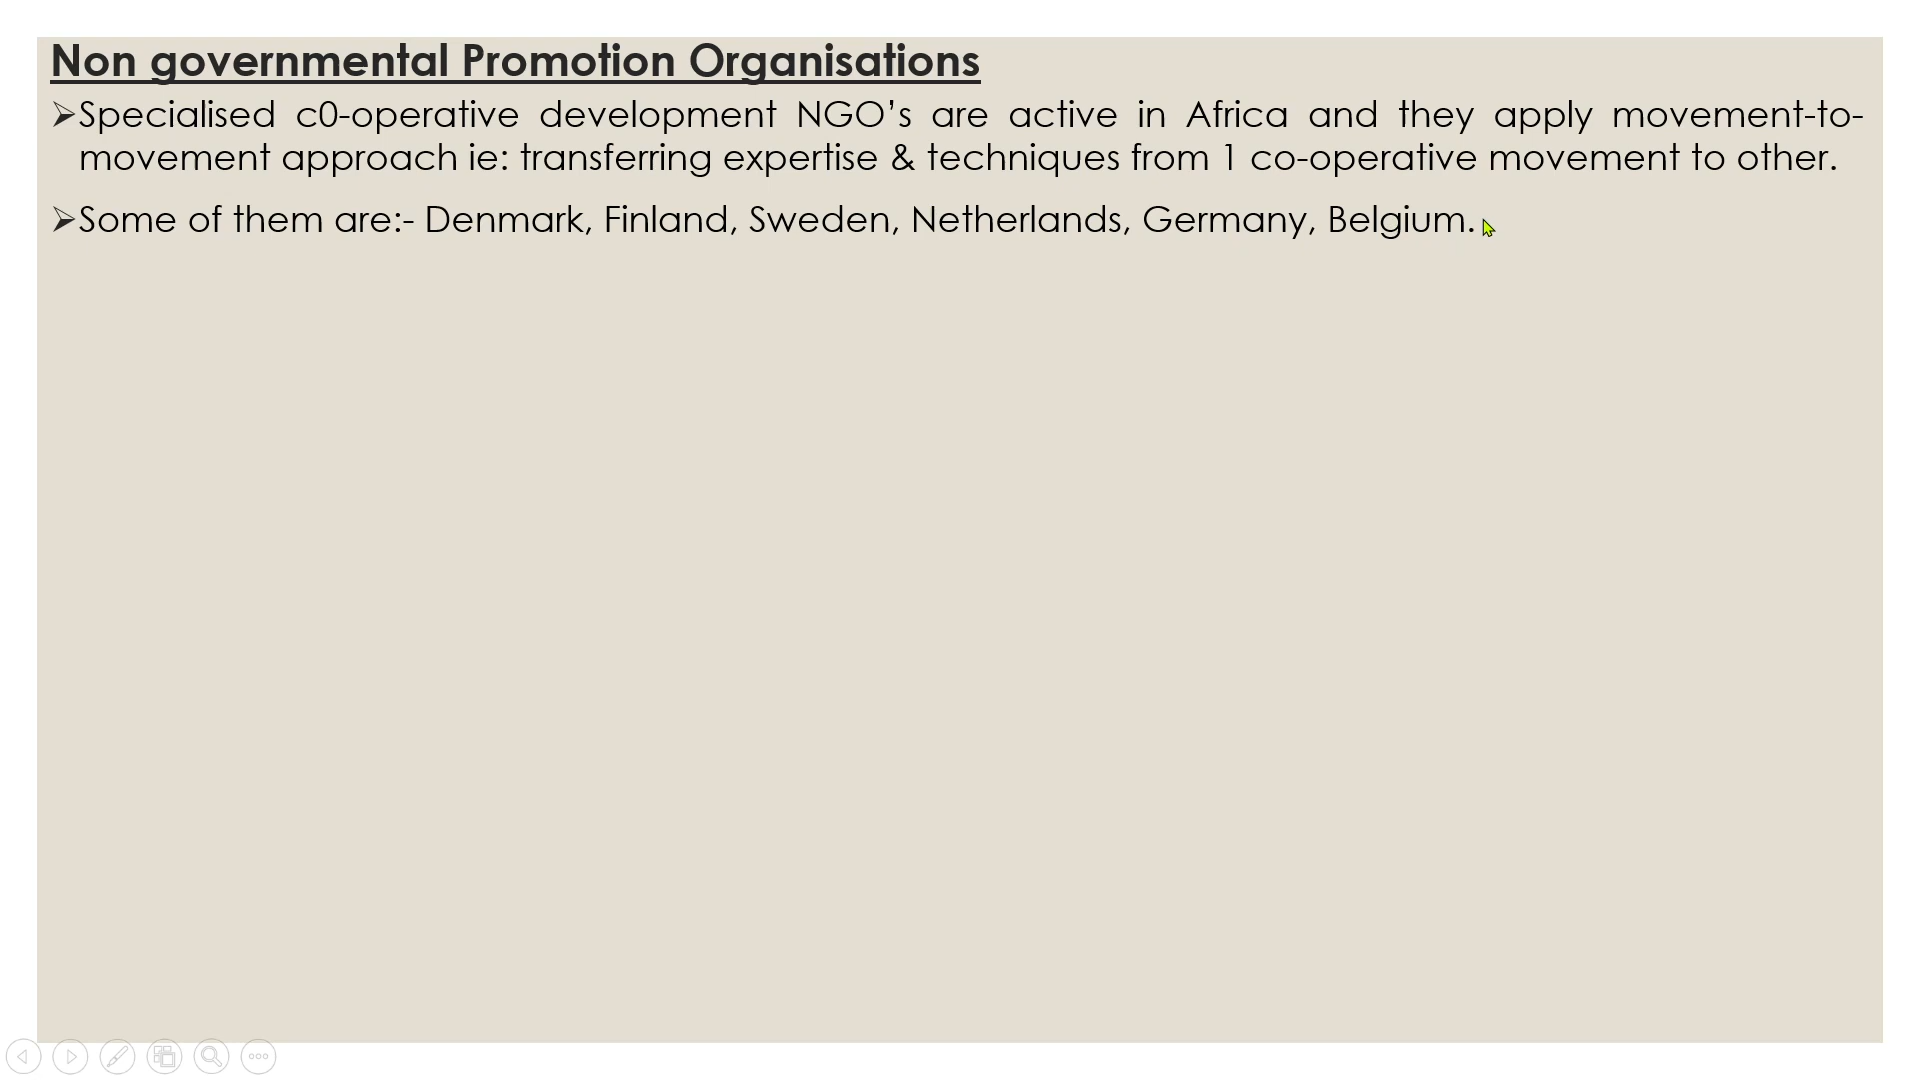 Non governmental Promotion Organisations
➢Specialised c0-operative development NGO’s are active in Africa and they apply movement-to-
movement approach ie: transferring expertise & techniques from 1 co-operative movement to other.
➢Some of them are:- Denmark, Finland, Sweden, Netherlands, Germany, Belgium.